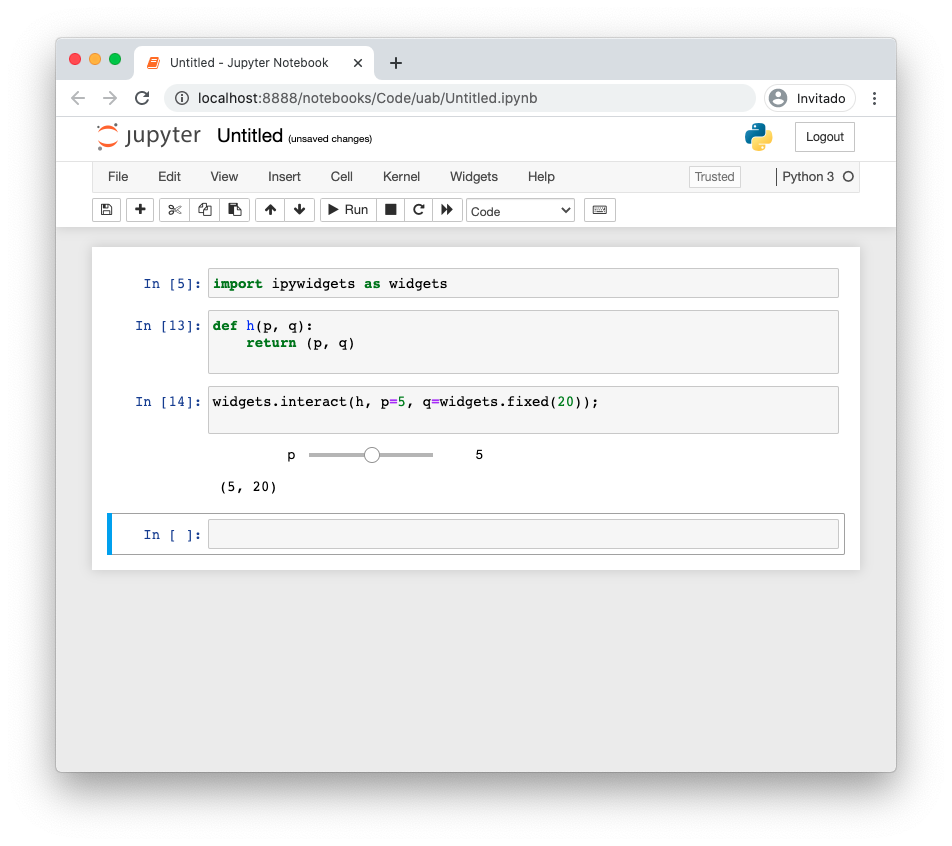 Untitled - Jupyter Notebook
localhost:8888/notebooks/Code/uab/Untitled.ipynb
Invitado
jupyter Untitled (unsaved changes)
Logout
File Edit View Insert Cell Kernel Widgets Help
Trusted
Python 3
Run
Code
In [5]: import ipywidgets as widgets
In [13]: def h(p, q):
    return (p, q)
In [14]: widgets.interact(h, p=5, q=widgets.fixed(20));
p 5
(5, 20)
In [ ]: